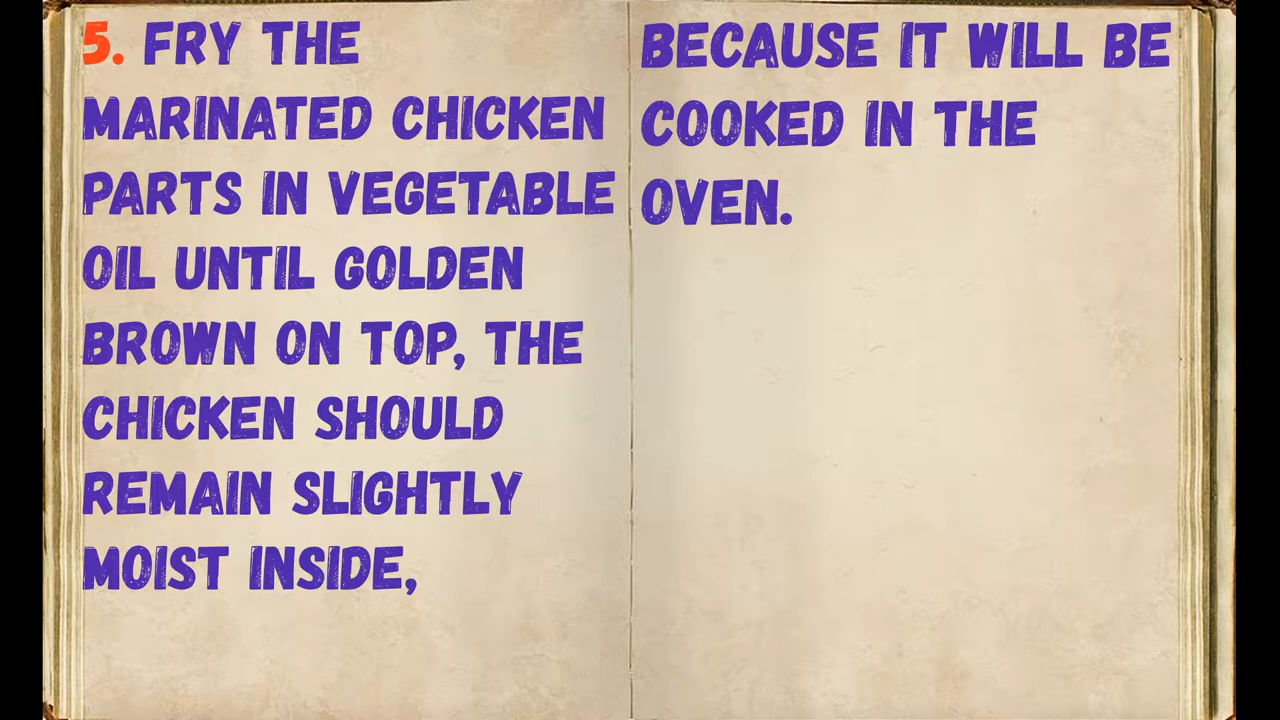 5. FRY THE
MARINATED CHICKEN
PARTS IN VEGETABLE
OIL UNTIL GOLDEN
BROWN ON TOP, THE
CHICKEN SHOULD
REMAIN SLIGHTLY
MOIST INSIDE,
BECAUSE IT WILL BE
COOKED IN THE
OVEN.